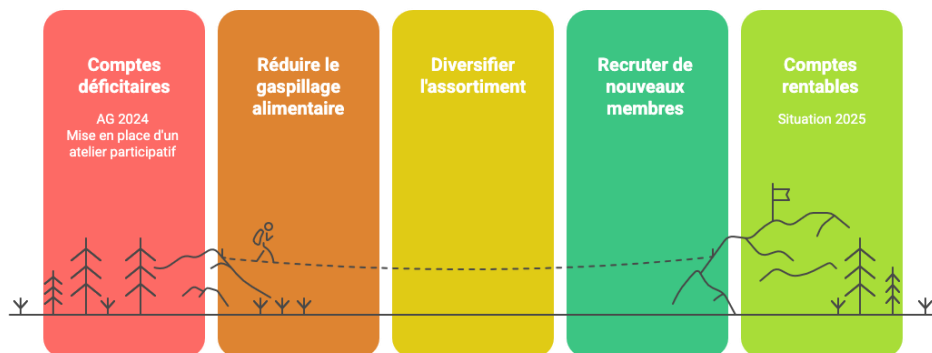 Comptes
déficitaires
AG 2024
Mise en place d'un
atelier participatif
Réduire le
gaspillage
alimentaire
Diversifier
l'assortiment
Recruter de
nouveaux
membres
Comptes
rentables
Situation 2025